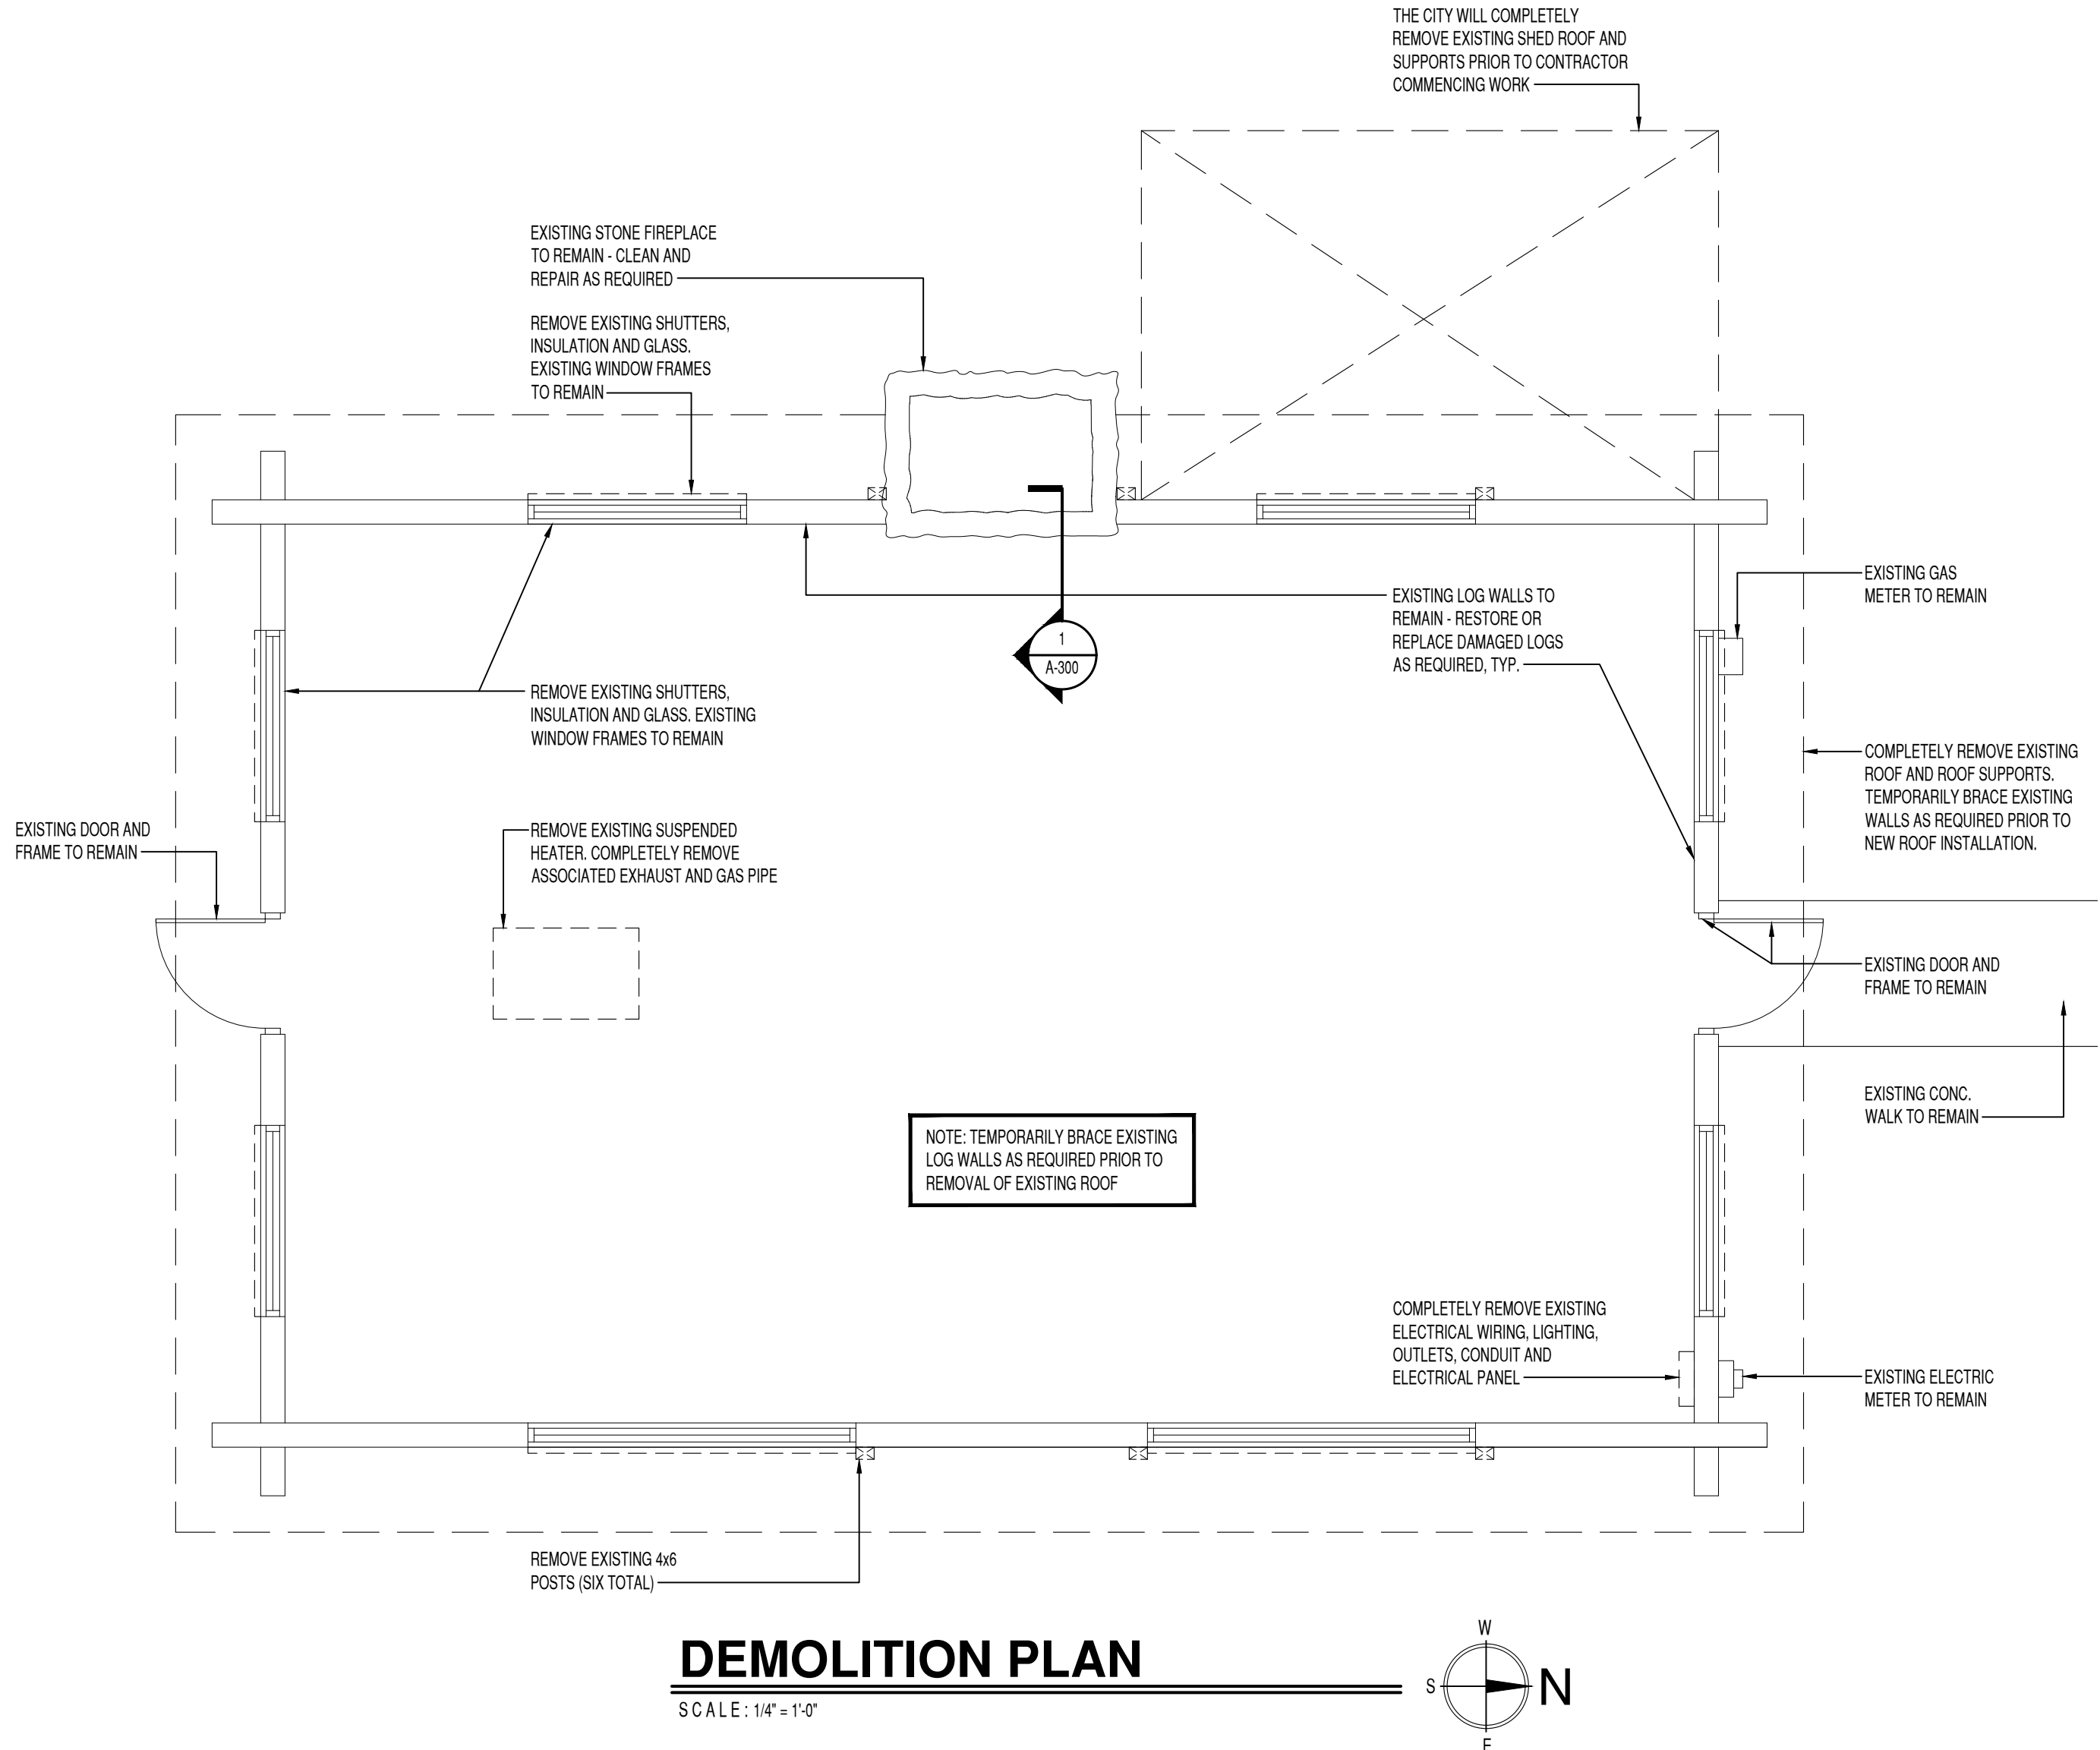 THE CITY WILL COMPLETELY
REMOVE EXISTING SHED ROOF AND
SUPPORTS PRIOR TO CONTRACTOR
COMMENCING WORK
EXISTING STONE FIREPLACE
TO REMAIN - CLEAN AND
REPAIR AS REQUIRED
REMOVE EXISTING SHUTTERS,
INSULATION AND GLASS.
EXISTING WINDOW FRAMES
TO REMAIN
EXISTING GAS
METER TO REMAIN
EXISTING LOG WALLS TO
REMAIN - RESTORE OR
REPLACE DAMAGED LOGS
AS REQUIRED, TYP.
1
A-300
REMOVE EXISTING SHUTTERS,
INSULATION AND GLASS. EXISTING
WINDOW FRAMES TO REMAIN
COMPLETELY REMOVE EXISTING
ROOF AND ROOF SUPPORTS.
TEMPORARILY BRACE EXISTING
WALLS AS REQUIRED PRIOR TO
NEW ROOF INSTALLATION.
EXISTING DOOR AND
FRAME TO REMAIN
REMOVE EXISTING SUSPENDED
HEATER. COMPLETELY REMOVE
ASSOCIATED EXHAUST AND GAS PIPE
EXISTING DOOR AND
FRAME TO REMAIN
EXISTING CONC.
WALK TO REMAIN
NOTE: TEMPORARILY BRACE EXISTING
LOG WALLS AS REQUIRED PRIOR TO
REMOVAL OF EXISTING ROOF
COMPLETELY REMOVE EXISTING
ELECTRICAL WIRING, LIGHTING,
OUTLETS, CONDUIT AND
ELECTRICAL PANEL
EXISTING ELECTRIC
METER TO REMAIN
REMOVE EXISTING 4x6
POSTS (SIX TOTAL)
DEMOLITION PLAN
SCALE: 1/4" = 1'-0"
W
S
N
E